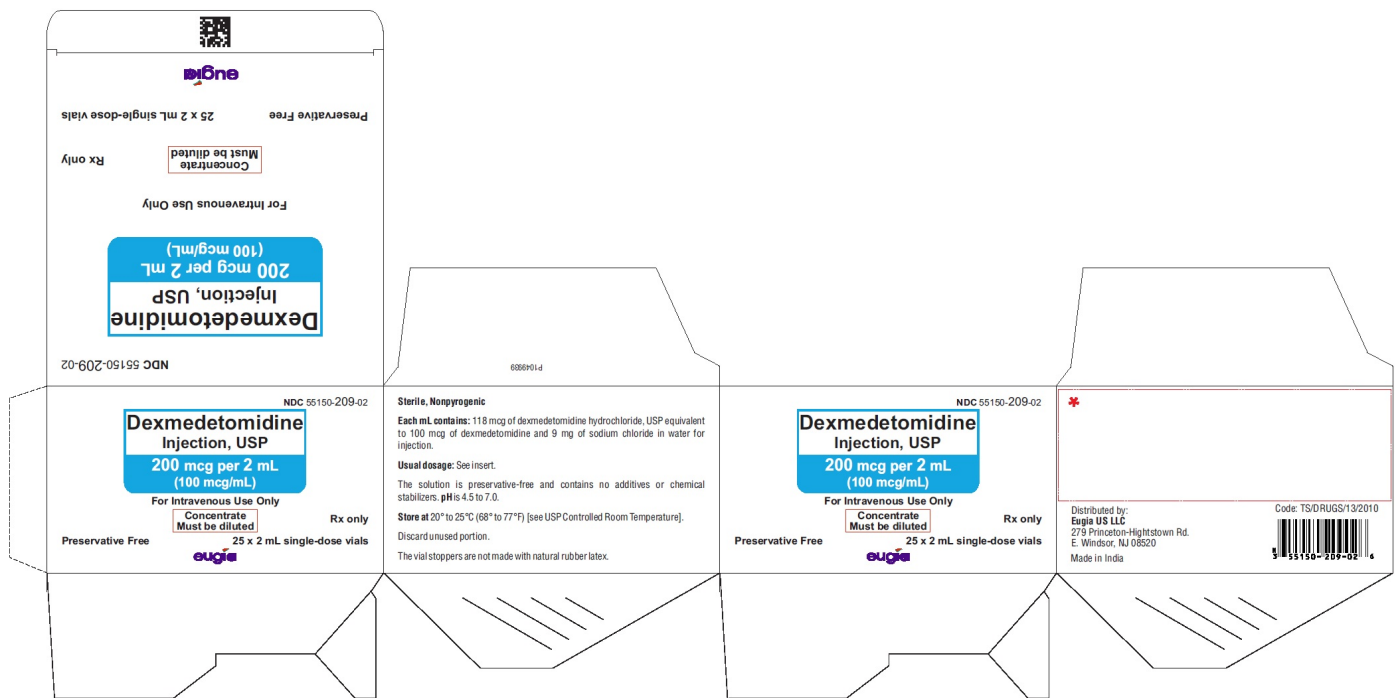 eugia
Preservative Free 25 x 2 mL single-dose vials
Concentrate
Must be diluted
Rx only
For Intravenous Use Only
200 mcg per 2 mL
(100 mcg/mL)
Dexmedetomidine
Injection, USP
NDC 55150-209-02
P1049989
NDC 55150-209-02
Dexmedetomidine
Injection, USP
200 mcg per 2 mL
(100 mcg/mL)
For Intravenous Use Only
Concentrate
Must be diluted
Rx only
Preservative Free 25 x 2 mL single-dose vials
eugia
Sterile, Nonpyrogenic
Each mL contains: 118 mcg of dexmedetomidine hydrochloride, USP equivalent
to 100 mcg of dexmedetomidine and 9 mg of sodium chloride in water for
injection.
Usual dosage: See insert.
The solution is preservative-free and contains no additives or chemical
stabilizers. pH is 4.5 to 7.0.
Store at 20° to 25°C (68° to 77°F) [see USP Controlled Room Temperature].
Discard unused portion.
The vial stoppers are not made with natural rubber latex.
NDC 55150-209-02
Dexmedetomidine
Injection, USP
200 mcg per 2 mL
(100 mcg/mL)
For Intravenous Use Only
Concentrate
Must be diluted
Rx only
Preservative Free 25 x 2 mL single-dose vials
eugia
*
Distributed by:
Eugia US LLC
279 Princeton-Hightstown Rd.
E. Windsor, NJ 08520
Made in India
Code: TS/DRUGS/13/2010
N
3 55150-209-02 6